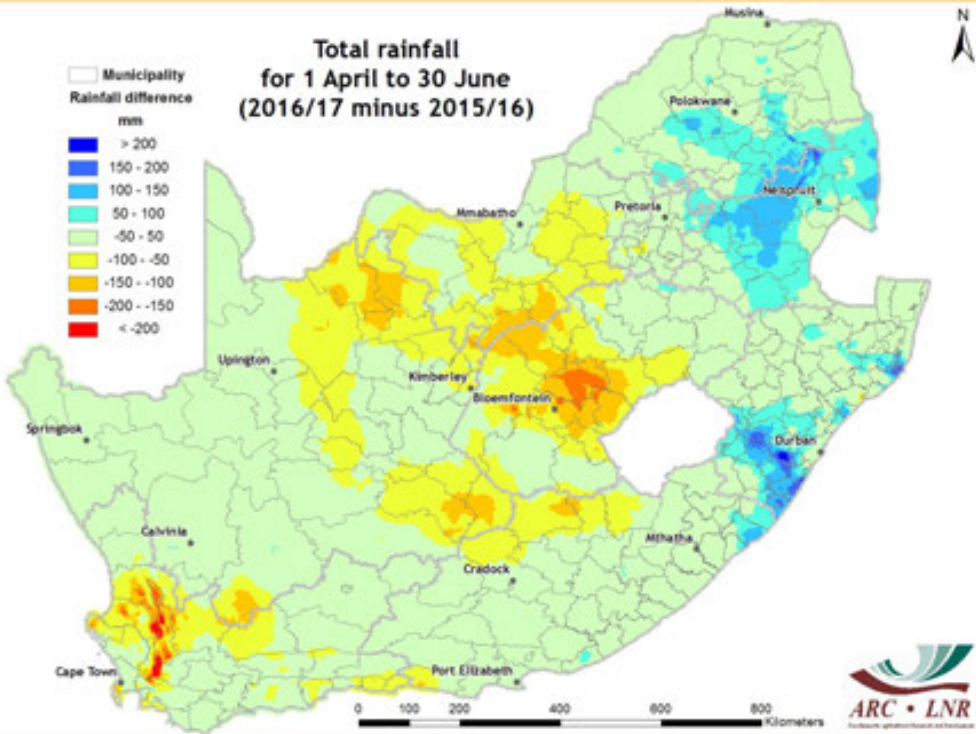 Total rainfall
for 1 April to 30 June
(2016/17 minus 2015/16)
N
Municipality
Rainfall difference
mm
> 200
150 - 200
100 - 150
50 - 100
-50 - 50
-100 - -50
-150 - -100
-200 - -150
< -200
Musina
Polokwane
Nelspruit
Pretoria
Mmabatho
Upington
Kimberley
Bloemfontein
Springbok
Durban
Calvinia
Mthatha
Cradock
Cape Town
Port Elizabeth
0 100 200 400 600 800
Kilometers
ARC • LNR